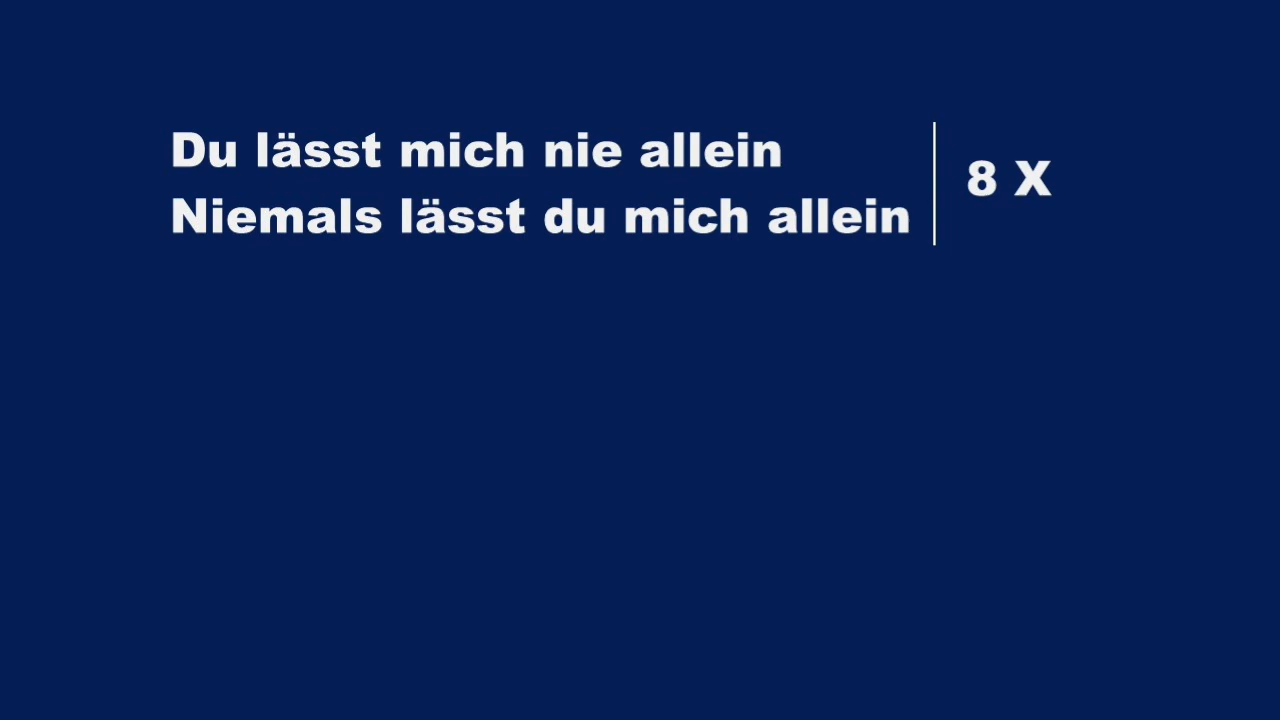 Du lässt mich nie allein
Niemals lässt du mich allein
8 X